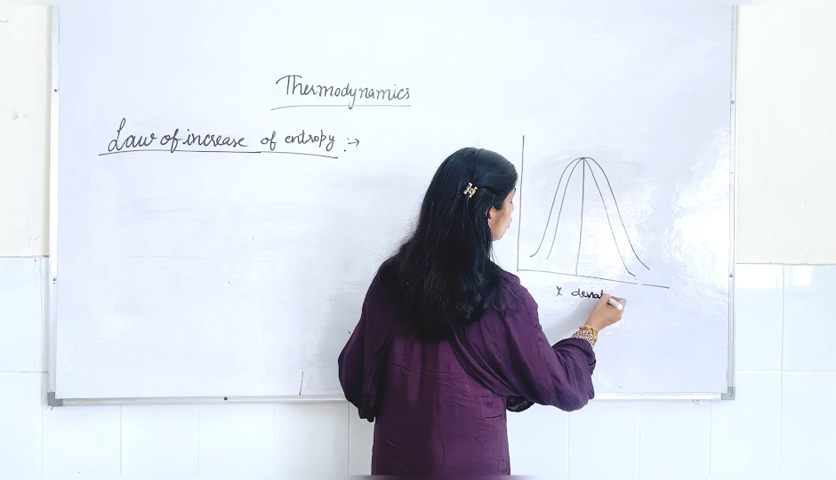 Thermodynamics
Law of increase of entropy :→
%